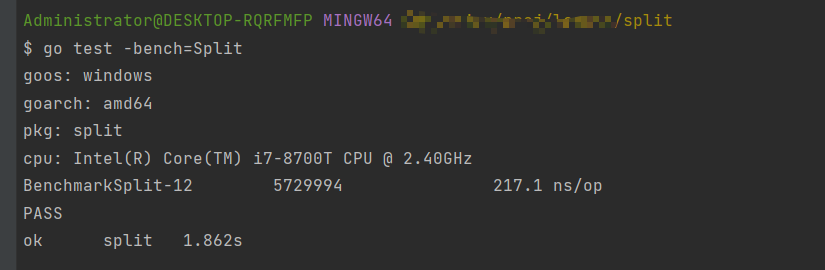 Administrator@DESKTOP-RQRFMFP MINGW64 /split
$ go test -bench=Split
goos: windows
goarch: amd64
pkg: split
cpu: Intel(R) Core(TM) i7-8700T CPU @ 2.40GHz
BenchmarkSplit-12 5729994 217.1 ns/op
PASS
ok split 1.862s